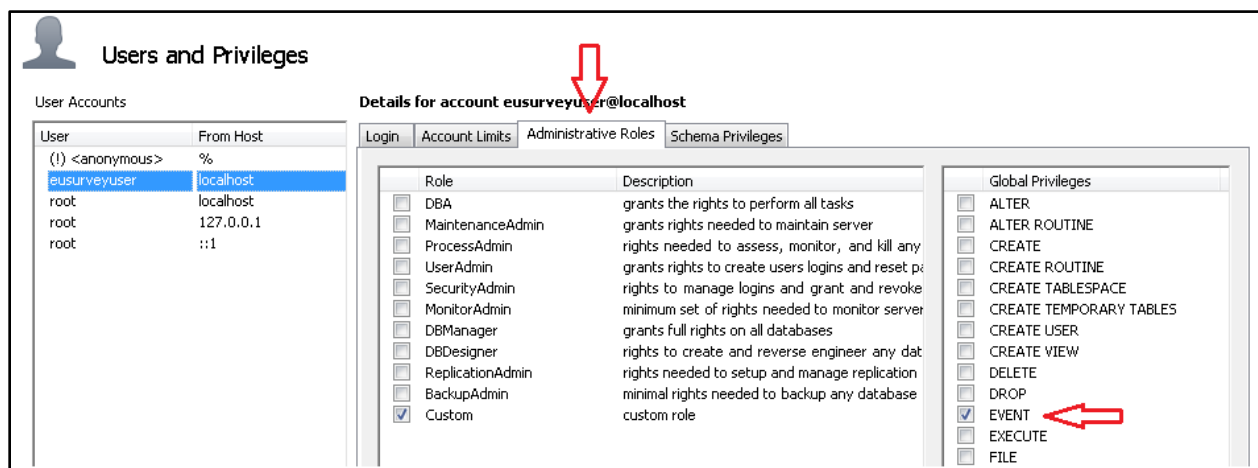 Users and Privileges
User Accounts
Details for account eusurveyuser@localhost
User From Host
(!) <anonymous> %
eusurveyuser localhost
root localhost
root 127.0.0.1
root ::1
Login Account Limits Administrative Roles Schema Privileges
Role Description
DBA grants the rights to perform all tasks
MaintenanceAdmin grants rights needed to maintain server
ProcessAdmin rights needed to assess, monitor, and kill any
UserAdmin grants rights to create users logins and reset pa
SecurityAdmin rights to manage logins and grant and revoke
MonitorAdmin minimum set of rights needed to monitor server
DBManager grants full rights on all databases
DBDesigner rights to create and reverse engineer any dat
ReplicationAdmin rights needed to setup and manage replication
BackupAdmin minimal rights needed to backup any database
Custom custom role
Global Privileges
ALTER
ALTER ROUTINE
CREATE
CREATE ROUTINE
CREATE TABLESPACE
CREATE TEMPORARY TABLES
CREATE USER
CREATE VIEW
DELETE
DROP
EVENT
EXECUTE
FILE